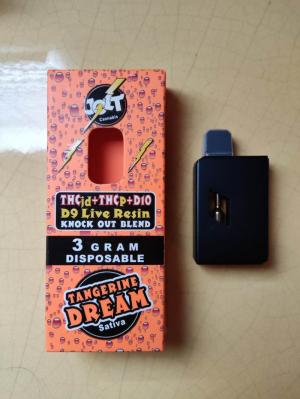 JOLT
Cannabis
THCjd+THCp+D10
D9 Live Resin
KNOCK OUT BLEND
3 GRAM
DISPOSABLE
TANGERINE
DREAM
Sativa